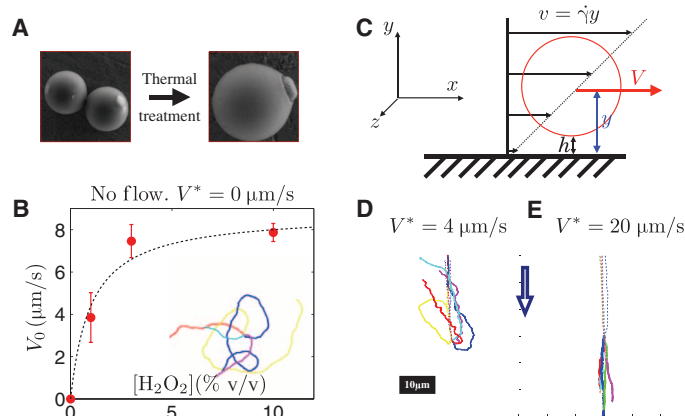 A
Thermal
treatment
C
y
x
z
v = γ̇y
V
y
h
B
No flow. V* = 0 μm/s
V₀ (μm/s)
8
6
4
2
0
[H₂O₂](% v/v)
0
5
10
D
V* = 4 μm/s
10μm
E
V* = 20 μm/s